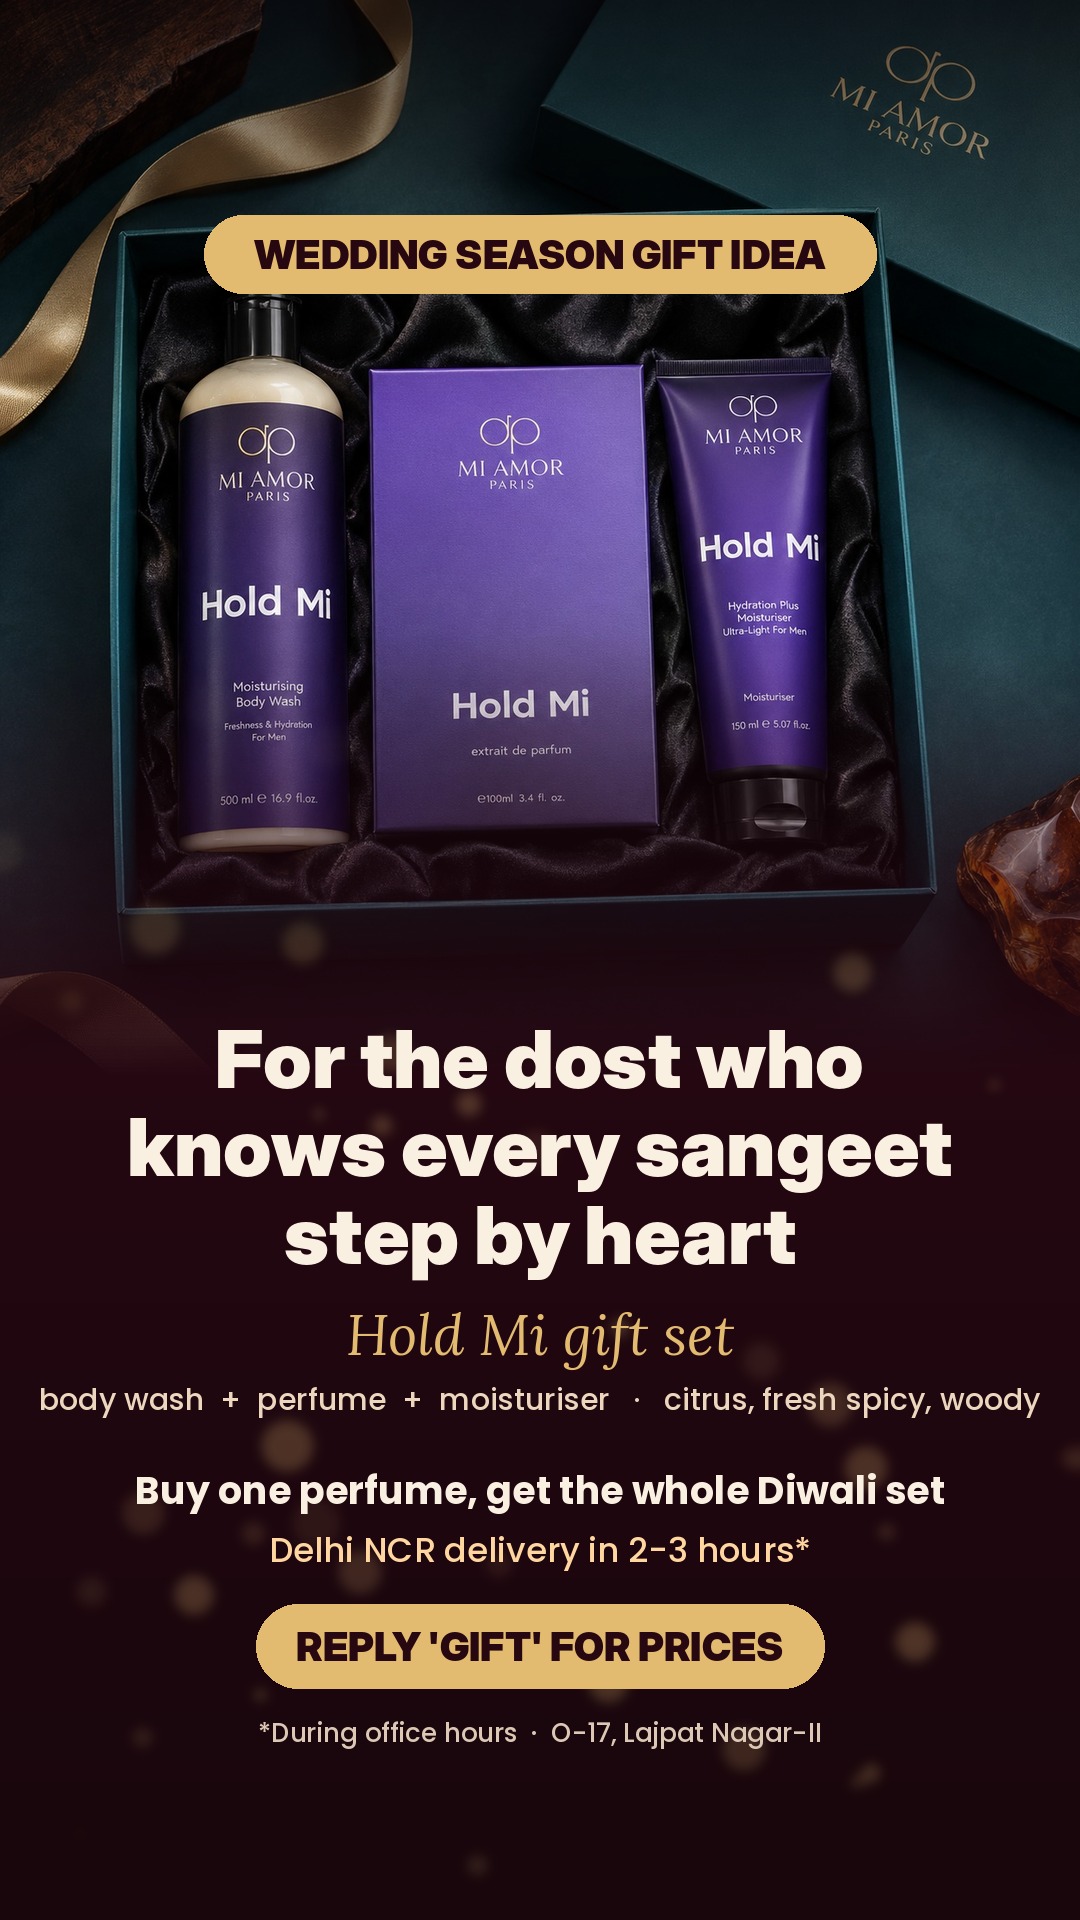 MI AMOR
PARIS
WEDDING SEASON GIFT IDEA
MI AMOR
PARIS
Hold Mi
Moisturising
Body Wash
Freshness & Hydration
For Men
500 ml ℮ 16.9 fl.oz.
MI AMOR
PARIS
Hold Mi
extrait de parfum
℮100ml 3.4 fl. oz.
MI AMOR
PARIS
Hold Mi
Hydration Plus
Moisturiser
Ultra-Light For Men
Moisturiser
150 ml ℮ 5.07 fl.oz.
For the dost who
knows every sangeet
step by heart
Hold Mi gift set
body wash + perfume + moisturiser · citrus, fresh spicy, woody
Buy one perfume, get the whole Diwali set
Delhi NCR delivery in 2-3 hours*
REPLY 'GIFT' FOR PRICES
*During office hours · O-17, Lajpat Nagar-II